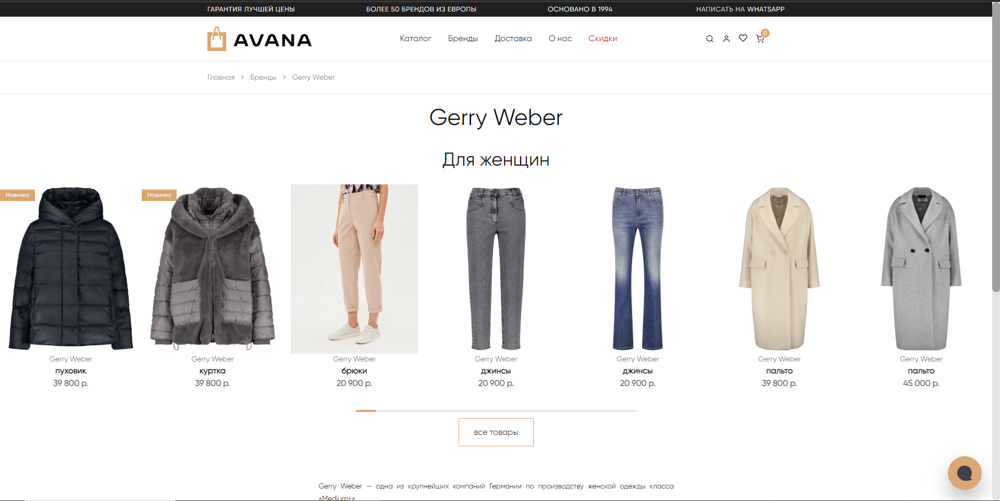 ГАРАНТИЯ ЛУЧШЕЙ ЦЕНЫ БОЛЕЕ 50 БРЕНДОВ ИЗ ЕВРОПЫ ОСНОВАНО В 1994 НАПИСАТЬ НА WHATSAPP
AVANA Каталог Бренды Доставка О нас Скидки 0
Главная > Бренды > Gerry Weber
Gerry Weber
Для женщин
Новинка Новинка
Gerry Weber Gerry Weber Gerry Weber Gerry Weber Gerry Weber Gerry Weber Gerry Weber
пуховик куртка брюки джинсы джинсы пальто пальто
39 800 р. 39 800 р. 20 900 р. 20 900 р. 20 900 р. 39 800 р. 45 000 р.
все товары
Gerry Weber — одна из крупнейших компаний Германии по производству женской одежды класса
«Medium+»